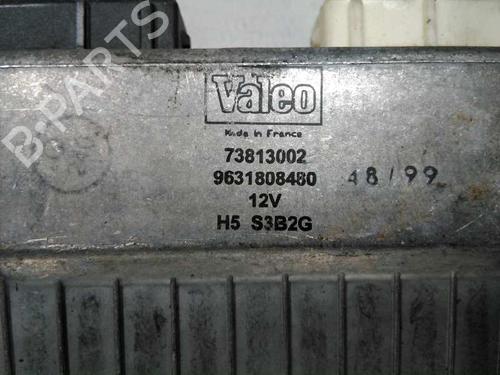 B-PARTS
Valeo
Made in France
73813002
9631808480 48/99
12V
H5 S3B2G